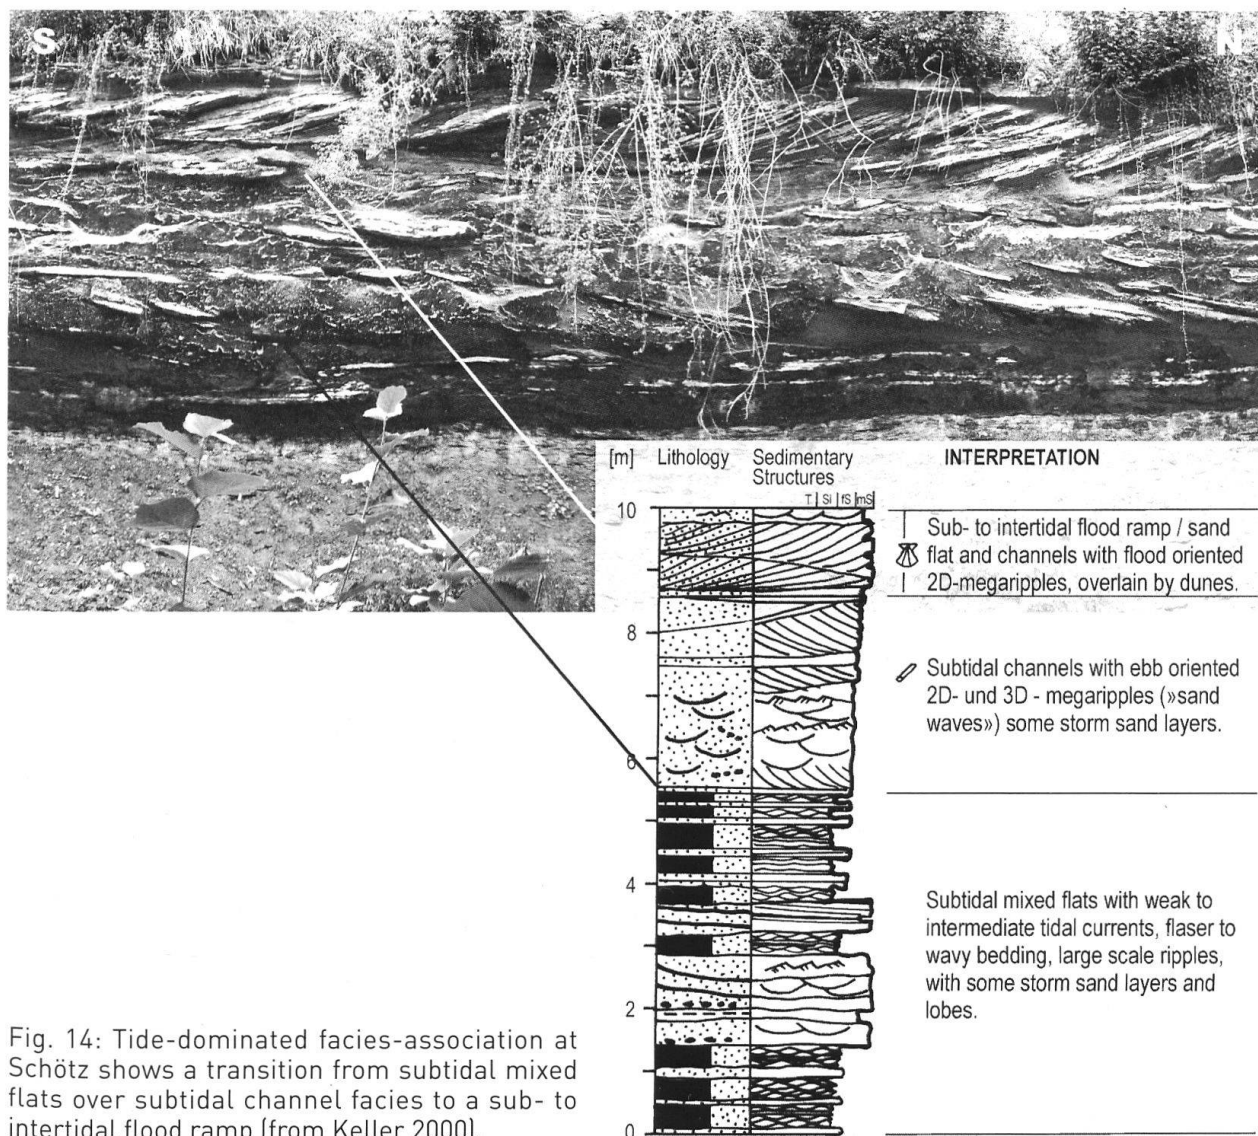 S
N
[m] Lithology Sedimentary
Structures
T Si fS mS
INTERPRETATION
10
Sub- to intertidal flood ramp / sand
flat and channels with flood oriented
2D-megaripples, overlain by dunes.
8
Subtidal channels with ebb oriented
2D- und 3D - megaripples (»sand
waves») some storm sand layers.
6
4
Subtidal mixed flats with weak to
intermediate tidal currents, flaser to
wavy bedding, large scale ripples,
with some storm sand layers and
lobes.
2
0
Fig. 14: Tide-dominated facies-association at
Schötz shows a transition from subtidal mixed
flats over subtidal channel facies to a sub- to
intertidal flood ramp (from Keller 2000).